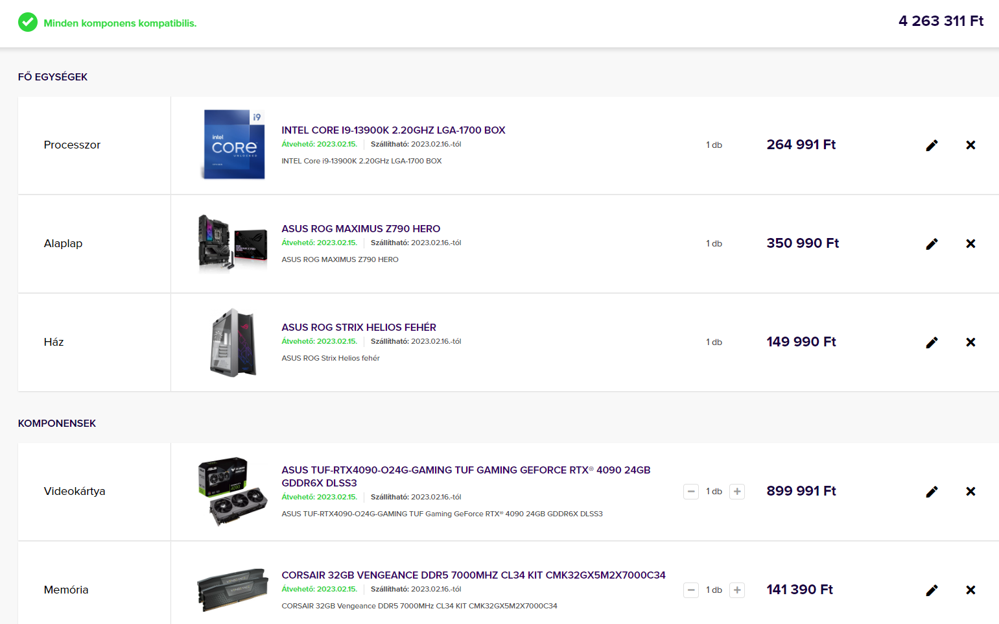 Minden komponens kompatibilis.
4 263 311 Ft
FŐ EGYSÉGEK
Processzor
i9
intel
CORE
UNLOCKED
INTEL CORE I9-13900K 2.20GHZ LGA-1700 BOX
Átvehető: 2023.02.15. Szállítható: 2023.02.16.-tól
INTEL Core i9-13900K 2.20GHz LGA-1700 BOX
1 db
264 991 Ft
Alaplap
ASUS ROG MAXIMUS Z790 HERO
Átvehető: 2023.02.15. Szállítható: 2023.02.16.-tól
ASUS ROG MAXIMUS Z790 HERO
1 db
350 990 Ft
Ház
ASUS ROG STRIX HELIOS FEHÉR
Átvehető: 2023.02.15. Szállítható: 2023.02.16.-tól
ASUS ROG Strix Helios fehér
1 db
149 990 Ft
KOMPONENSEK
Videokártya
ASUS TUF-RTX4090-O24G-GAMING TUF GAMING GEFORCE RTX® 4090 24GB
GDDR6X DLSS3
Átvehető: 2023.02.15. Szállítható: 2023.02.16.-tól
ASUS TUF-RTX4090-O24G-GAMING TUF Gaming GeForce RTX® 4090 24GB GDDR6X DLSS3
1 db
899 991 Ft
Memória
VENGEANCE
CORSAIR 32GB VENGEANCE DDR5 7000MHZ CL34 KIT CMK32GX5M2X7000C34
Átvehető: 2023.02.15. Szállítható: 2023.02.16.-tól
CORSAIR 32GB Vengeance DDR5 7000MHz CL34 KIT CMK32GX5M2X7000C34
1 db
141 390 Ft